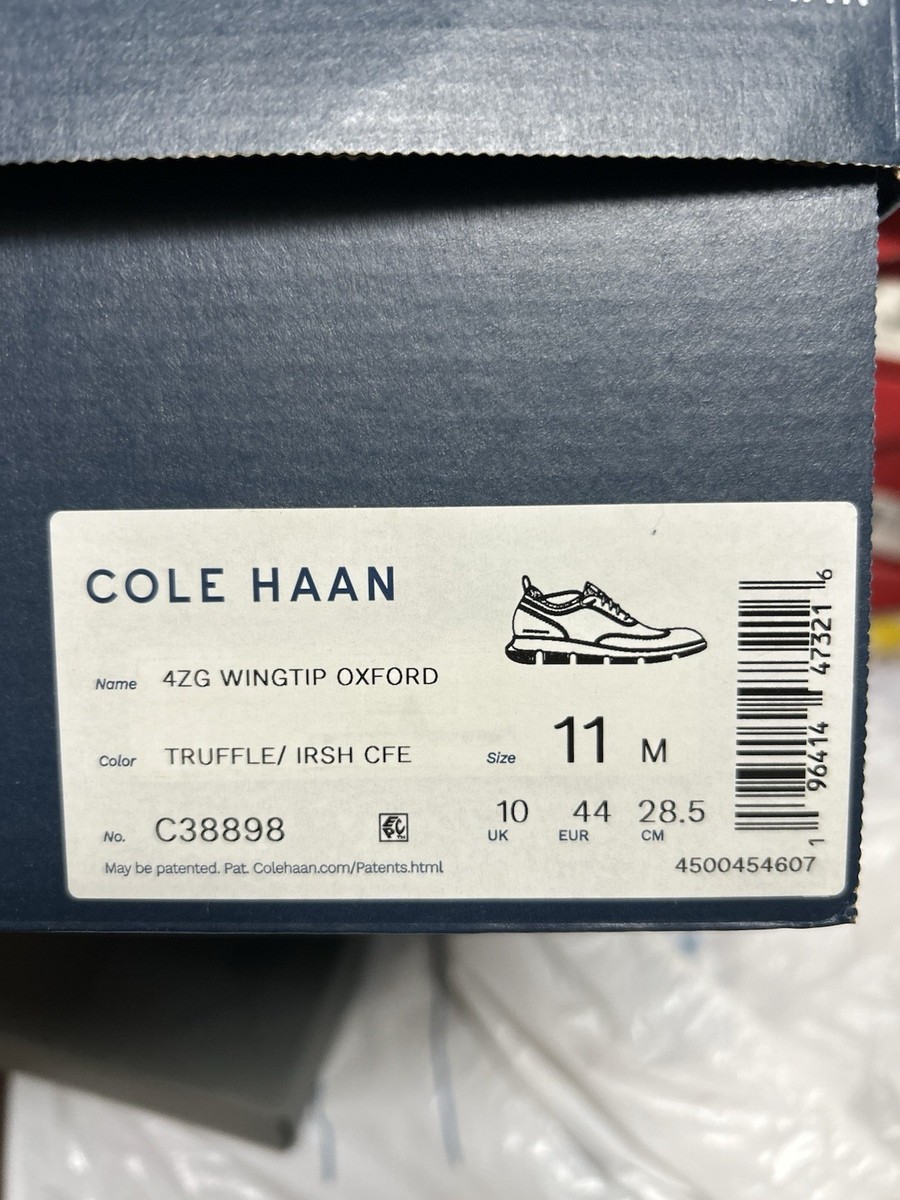 COLE HAAN
Name 4ZG WINGTIP OXFORD
Color TRUFFLE/ IRSH CFE
Size 11 M
No. C38898
10 44 28.5
UK EUR CM
May be patented. Pat. Colehaan.com/Patents.html
4500454607
1 96414 47321 6